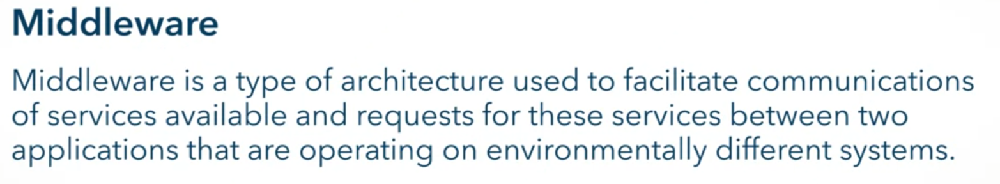 Middleware
Middleware is a type of architecture used to facilitate communications
of services available and requests for these services between two
applications that are operating on environmentally different systems.